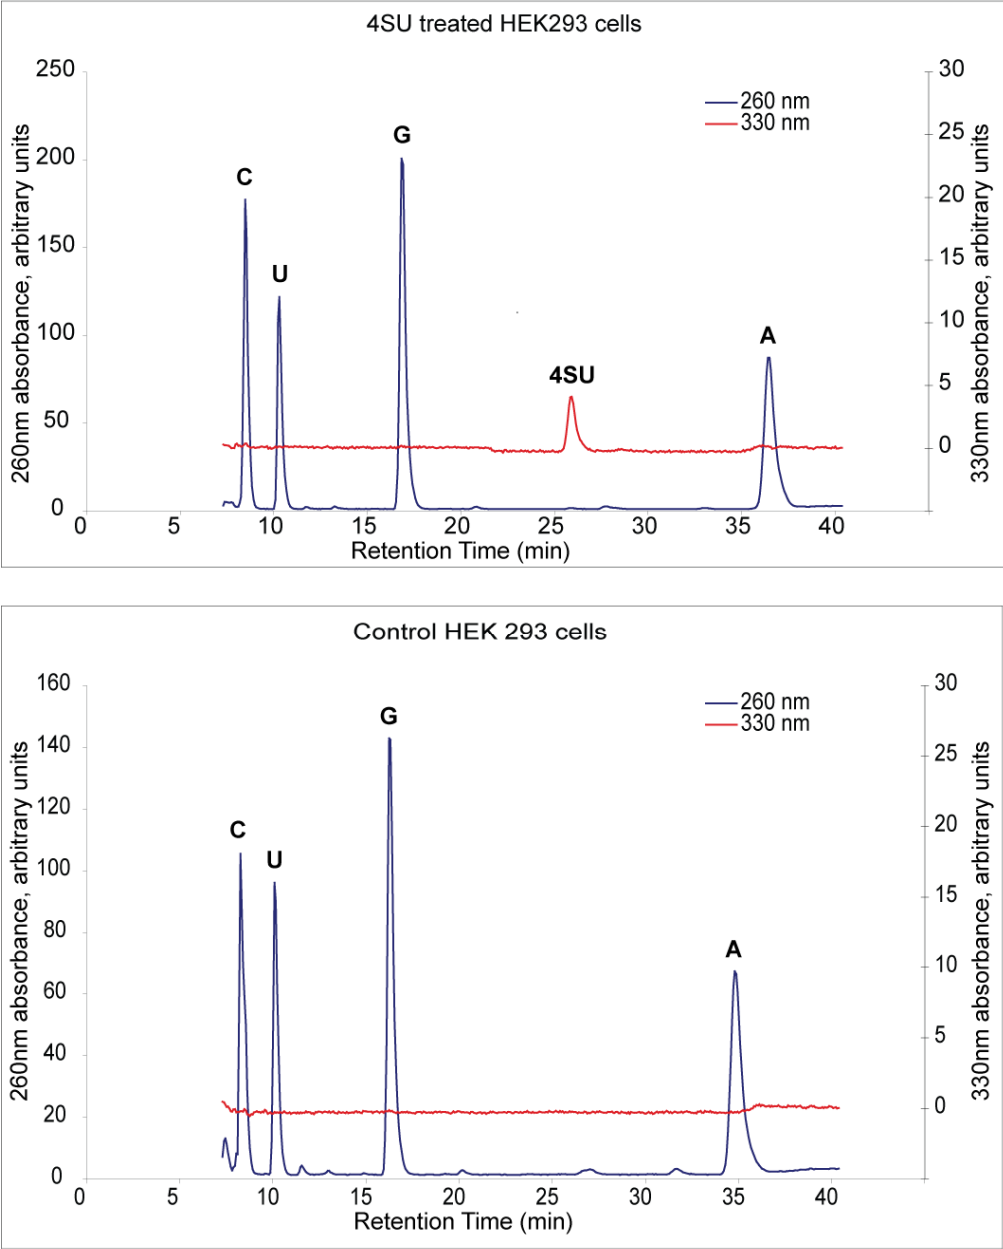 4SU treated HEK293 cells
250
200
150
100
50
0
260nm absorbance, arbitrary units
30
25
20
15
10
5
0
330nm absorbance, arbitrary units
260 nm
330 nm
C
U
G
4SU
A
0 5 10 15 20 25 30 35 40
Retention Time (min)
Control HEK 293 cells
160
140
120
100
80
60
40
20
0
260nm absorbance, arbitrary units
30
25
20
15
10
5
0
330nm absorbance, arbitrary units
260 nm
330 nm
C
U
G
A
0 5 10 15 20 25 30 35 40
Retention Time (min)